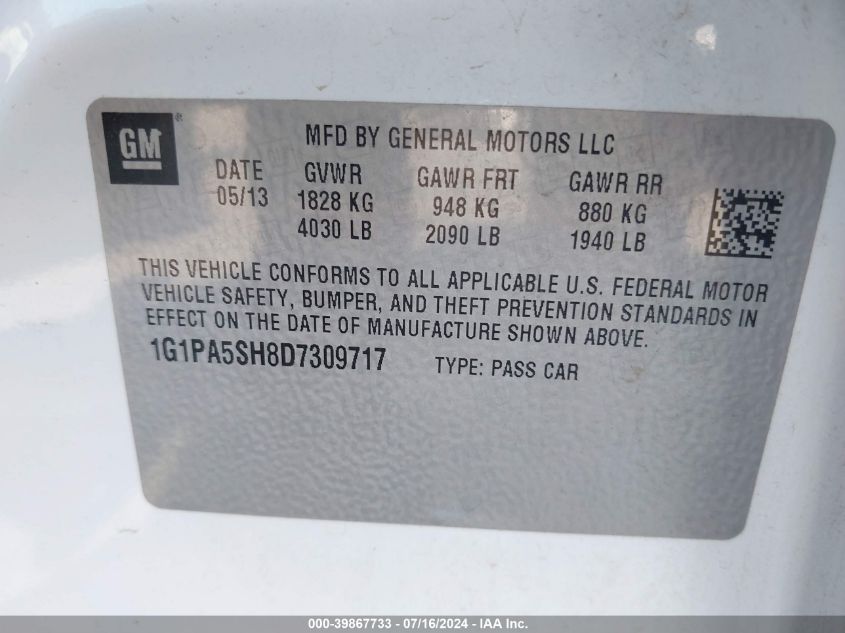 GM®
MFD BY GENERAL MOTORS LLC
DATE GVWR GAWR FRT GAWR RR
05/13 1828 KG 948 KG 880 KG
4030 LB 2090 LB 1940 LB
THIS VEHICLE CONFORMS TO ALL APPLICABLE U.S. FEDERAL MOTOR
VEHICLE SAFETY, BUMPER, AND THEFT PREVENTION STANDARDS IN
EFFECT ON THE DATE OF MANUFACTURE SHOWN ABOVE.
1G1PA5SH8D7309717 TYPE: PASS CAR
000-39867733 - 07/16/2024 - IAA Inc.